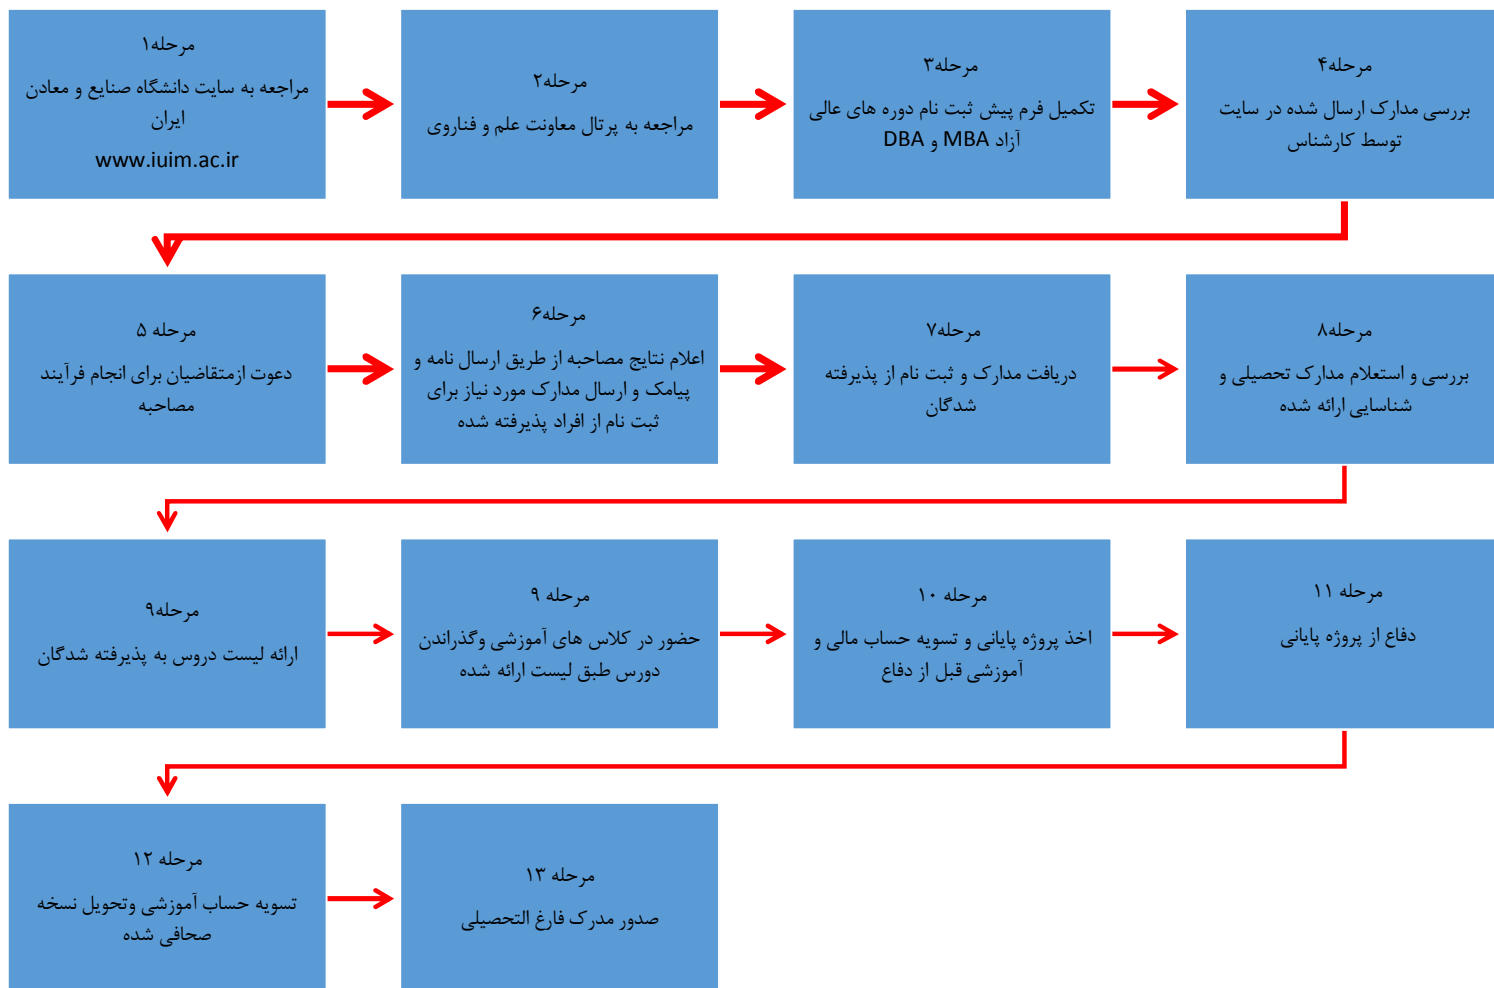 مرحله۱
مراجعه به سایت دانشگاه صنایع و معادن
ایران
www.iuim.ac.ir
مرحله۲
مراجعه به پرتال معاونت علم و فناروی
مرحله۳
تکمیل فرم پیش ثبت نام دوره های عالی
آزاد MBA و DBA
مرحله۴
بررسی مدارک ارسال شده در سایت
توسط کارشناس
مرحله ۵
دعوت ازمتقاضیان برای انجام فرآیند
مصاحبه
مرحله۶
اعلام نتایج مصاحبه از طریق ارسال نامه و
پیامک و ارسال مدارک مورد نیاز برای
ثبت نام از افراد پذیرفته شده
مرحله۷
دریافت مدارک و ثبت نام از پذیرفته
شدگان
مرحله۸
بررسی و استعلام مدارک تحصیلی و
شناسایی ارائه شده
مرحله۹
ارائه لیست دروس به پذیرفته شدگان
مرحله ۹
حضور در کلاس های آموزشی وگذراندن
دورس طبق لیست ارائه شده
مرحله ۱۰
اخذ پروژه پایانی و تسویه حساب مالی و
آموزشی قبل از دفاع
مرحله ۱۱
دفاع از پروژه پایانی
مرحله ۱۲
تسویه حساب آموزشی وتحویل نسخه
صحافی شده
مرحله ۱۳
صدور مدرک فارغ التحصیلی